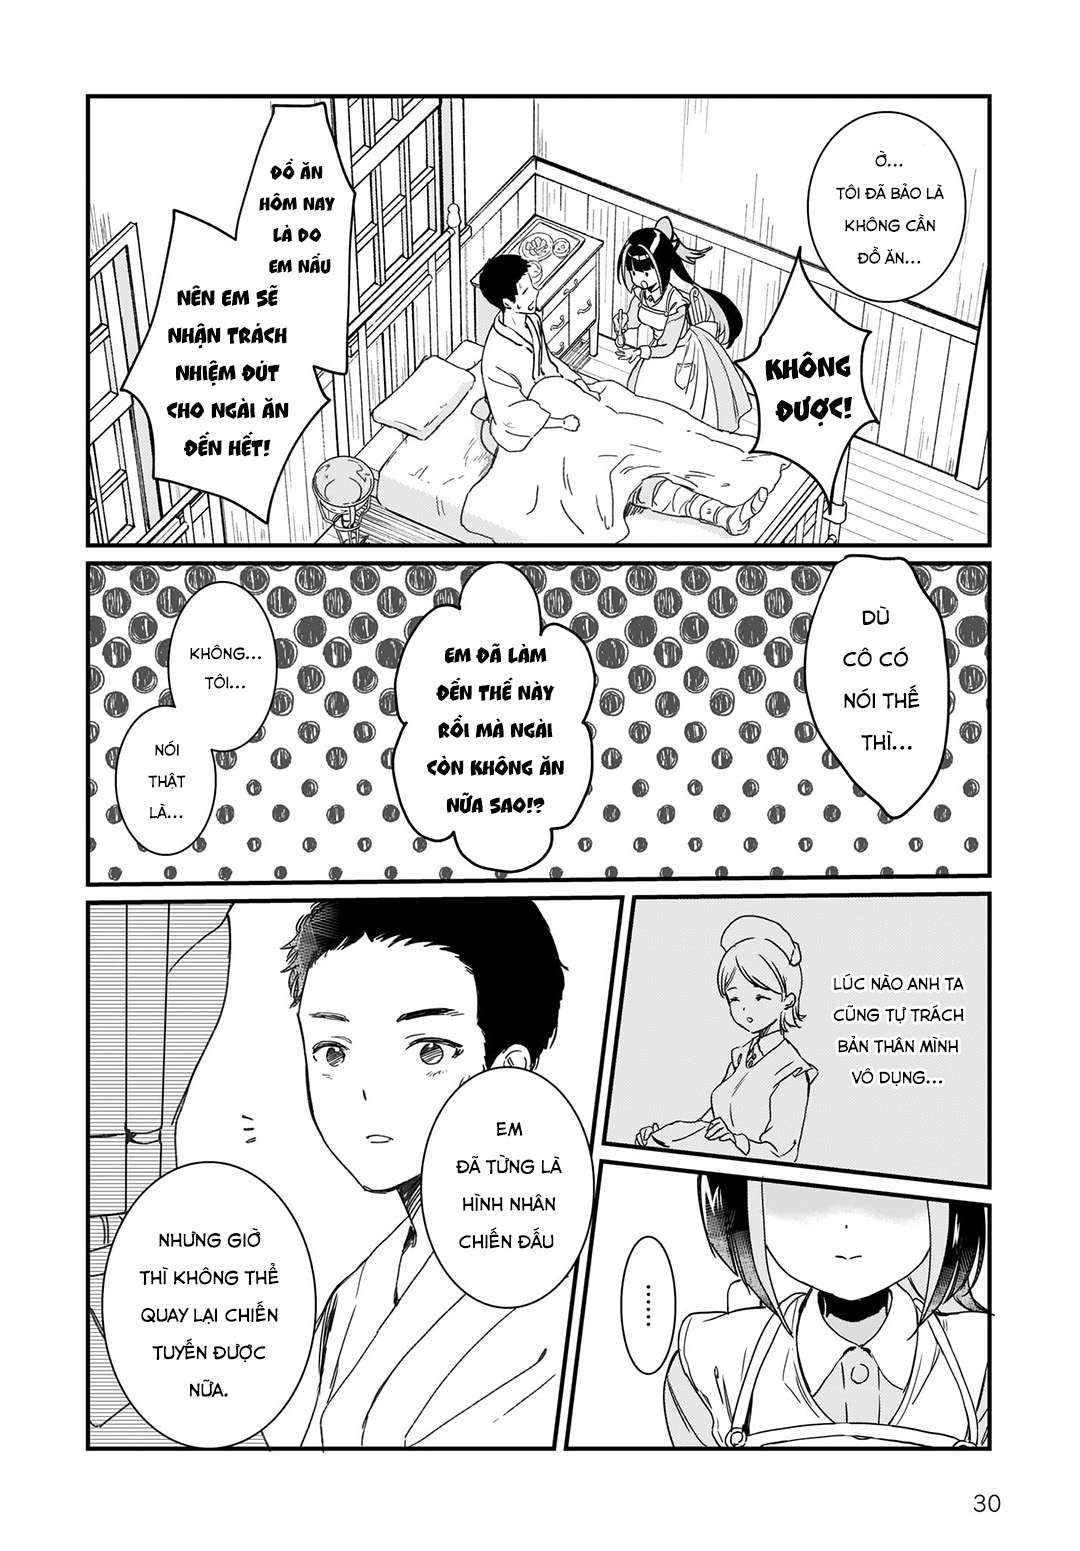 Ờ...
TÔI ĐÃ BẢO LÀ
KHÔNG CẦN
ĐỒ ĂN...
KHÔNG
ĐƯỢC!
ĐỒ ĂN
HÔM NAY
LÀ DO
EM NẤU
NÊN EM SẼ
NHẬN TRÁCH
NHIỆM ĐÚT
CHO NGÀI ĂN
ĐẾN HẾT!
DÙ
CÔ CÓ
NÓI THẾ
THÌ...
EM ĐÃ LÀM
ĐẾN THẾ NÀY
RỒI MÀ NGÀI
CÒN KHÔNG ĂN
NỮA SAO!?
KHÔNG...
TÔI...
NÓI
THẬT
LÀ...
LÚC NÀO ANH TA
CŨNG TỰ TRÁCH
BẢN THÂN MÌNH
VÔ DỤNG...
......
EM
ĐÃ TỪNG LÀ
HÌNH NHÂN
CHIẾN ĐẤU
NHƯNG GIỜ
THÌ KHÔNG THỂ
QUAY LẠI CHIẾN
TUYẾN ĐƯỢC
NỮA.
30